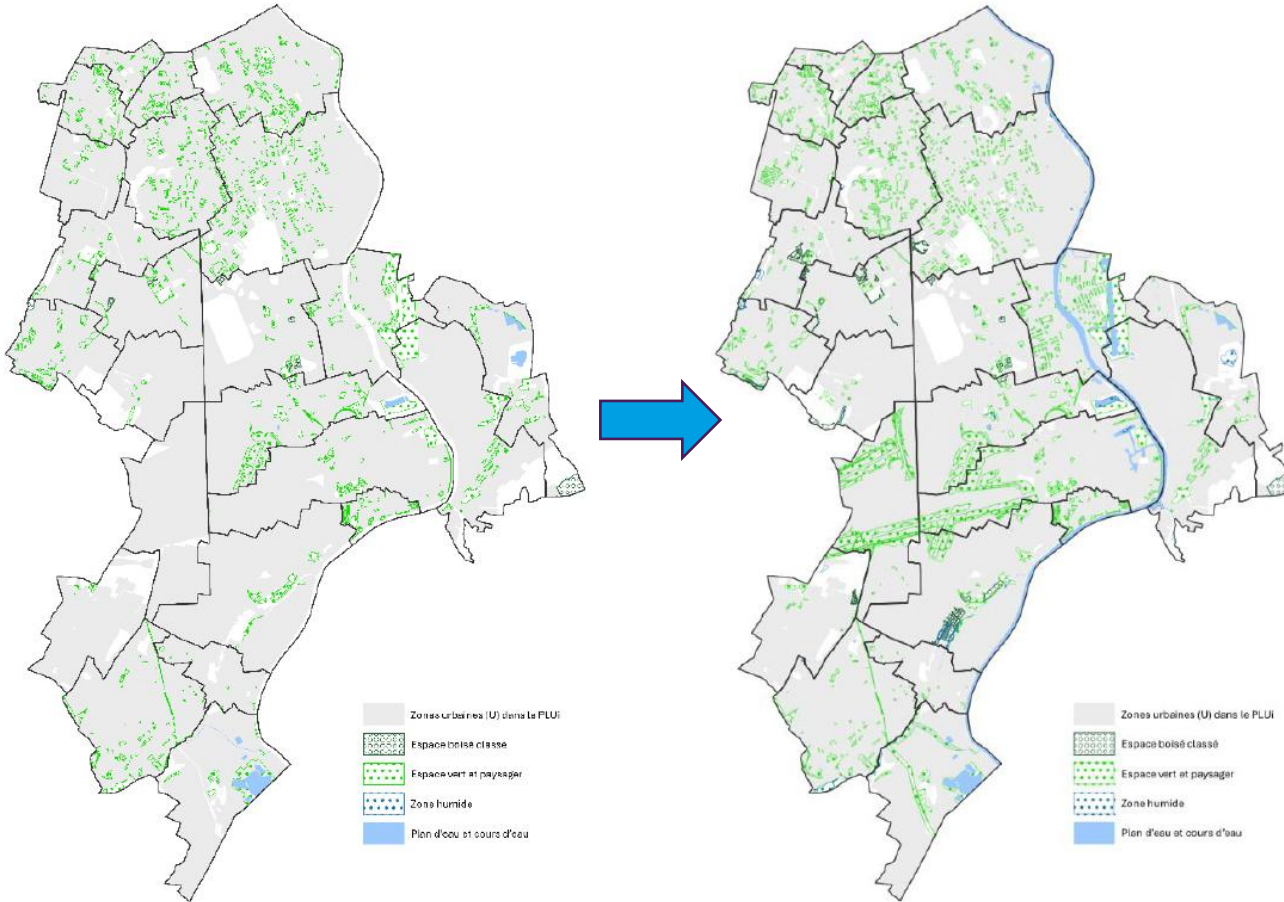 Zones urbaines (U) dans le PLUi
Espace boisé classé
Espace vert et paysager
Zone humide
Plan d'eau et cours d'eau
Zones urbaines (U) dans le PLUi
Espace boisé classé
Espace vert et paysager
Zone humide
Plan d'eau et cours d'eau